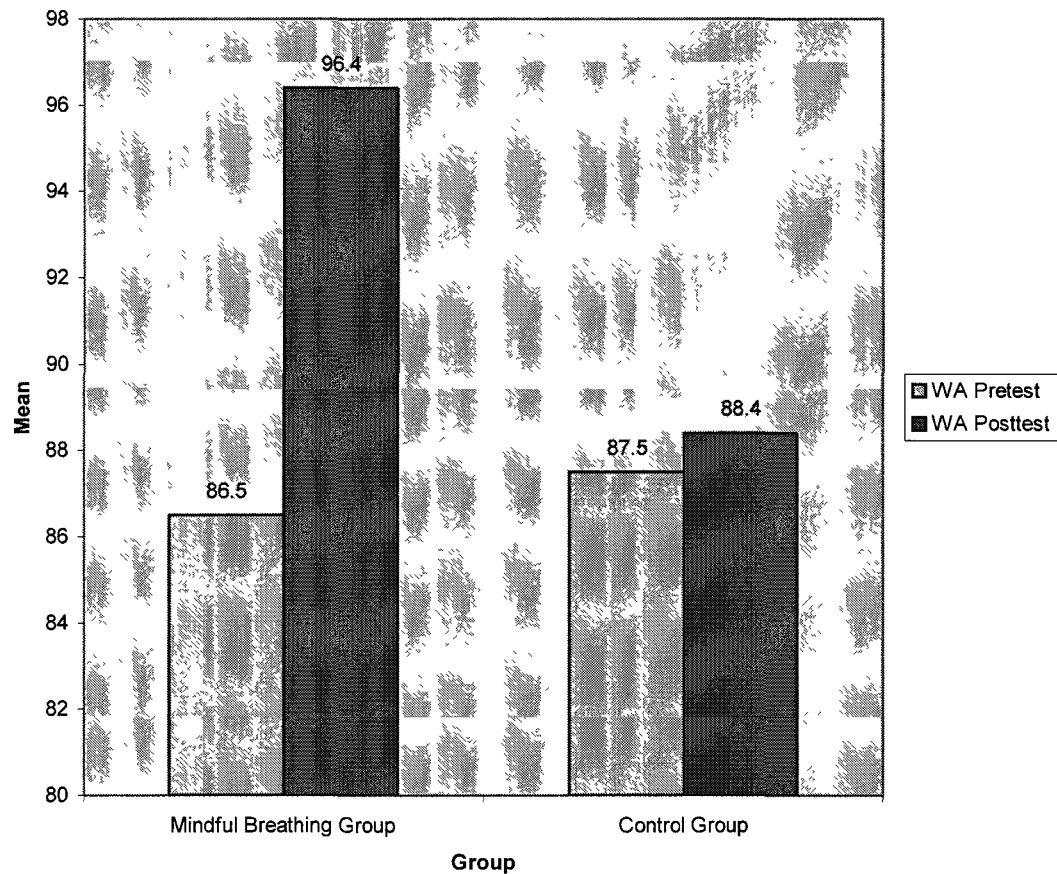 98
96
94
92
90
88
86
84
82
80
Mean
96.4
86.5
88.4
87.5
WA Pretest
WA Posttest
Mindful Breathing Group
Control Group
Group